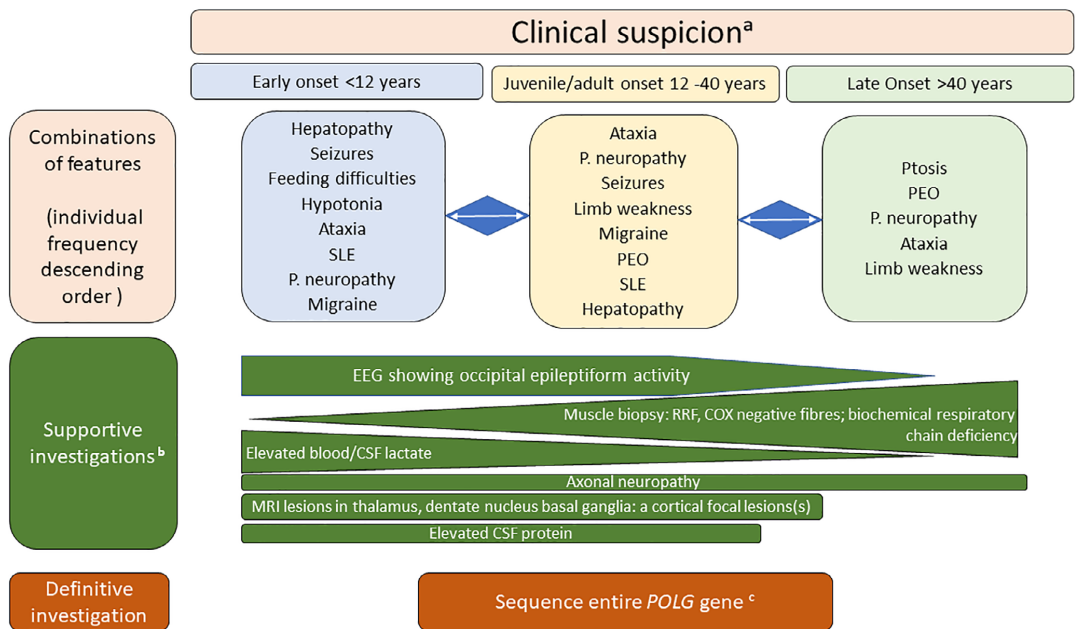 Clinical suspicionᵃ
Early onset <12 years
Juvenile/adult onset 12 -40 years
Late Onset >40 years
Combinations
of features
(individual
frequency
descending
order )
Hepatopathy
Seizures
Feeding difficulties
Hypotonia
Ataxia
SLE
P. neuropathy
Migraine
Ataxia
P. neuropathy
Seizures
Limb weakness
Migraine
PEO
SLE
Hepatopathy
Ptosis
PEO
P. neuropathy
Ataxia
Limb weakness
Supportive
investigations ᵇ
EEG showing occipital epileptiform activity
Muscle biopsy: RRF, COX negative fibres; biochemical respiratory
chain deficiency
Elevated blood/CSF lactate
Axonal neuropathy
MRI lesions in thalamus, dentate nucleus basal ganglia: a cortical focal lesions(s)
Elevated CSF protein
Definitive
investigation
Sequence entire POLG gene ᶜ